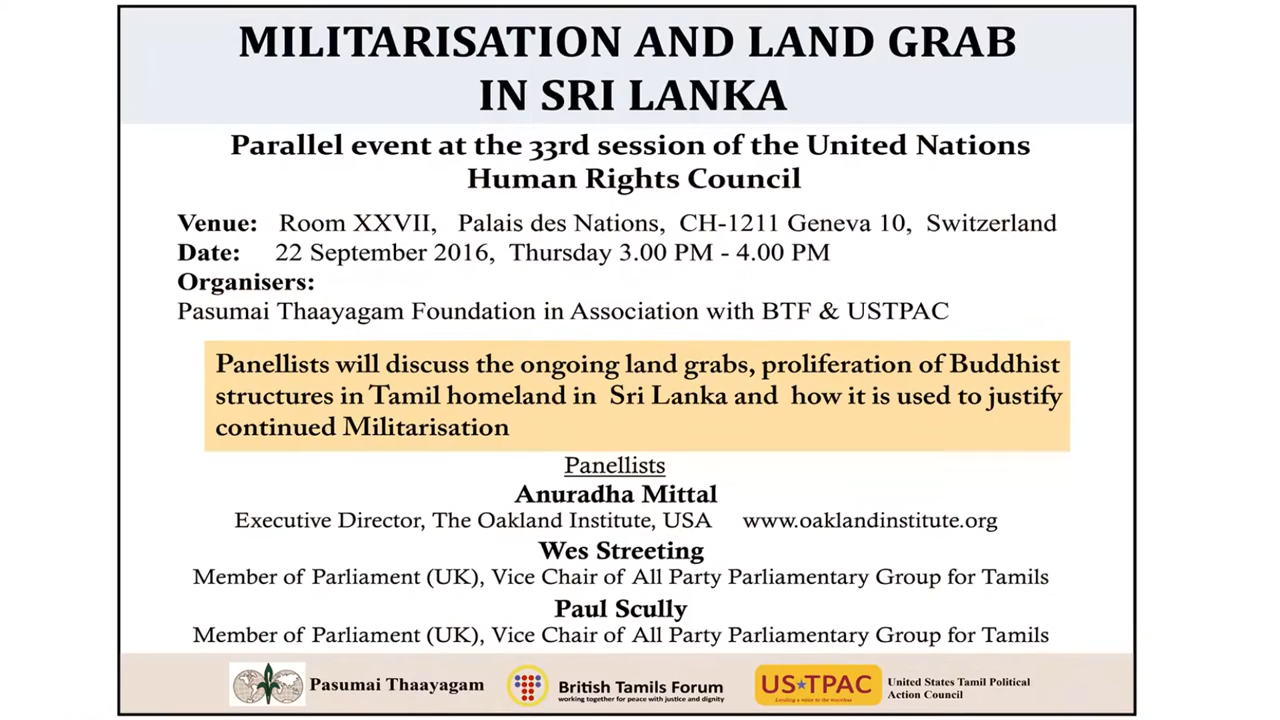 MILITARISATION AND LAND GRAB
IN SRI LANKA
Parallel event at the 33rd session of the United Nations
Human Rights Council
Venue: Room XXVII, Palais des Nations, CH-1211 Geneva 10, Switzerland
Date: 22 September 2016, Thursday 3.00 PM - 4.00 PM
Organisers:
Pasumai Thaayagam Foundation in Association with BTF & USTPAC
Panellists will discuss the ongoing land grabs, proliferation of Buddhist
structures in Tamil homeland in Sri Lanka and how it is used to justify
continued Militarisation
Panellists
Anuradha Mittal
Executive Director, The Oakland Institute, USA www.oaklandinstitute.org
Wes Streeting
Member of Parliament (UK), Vice Chair of All Party Parliamentary Group for Tamils
Paul Scully
Member of Parliament (UK), Vice Chair of All Party Parliamentary Group for Tamils
Pasumai Thaayagam
British Tamils Forum
working together for peace with justice and dignity
US★TPAC
Lending a voice to the voiceless
United States Tamil Political
Action Council